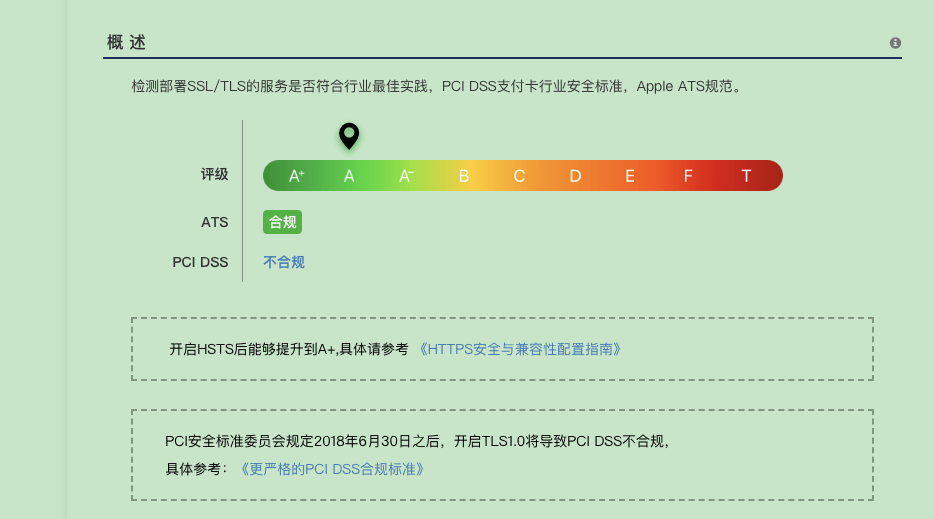 概 述
检测部署SSL/TLS的服务是否符合行业最佳实践，PCI DSS支付卡行业安全标准，Apple ATS规范。
评级 A+ A A- B C D E F T
ATS 合规
PCI DSS 不合规
开启HSTS后能够提升到A+,具体请参考 《HTTPS安全与兼容性配置指南》
PCI安全标准委员会规定2018年6月30日之后，开启TLS1.0将导致PCI DSS不合规，
具体参考：《更严格的PCI DSS合规标准》